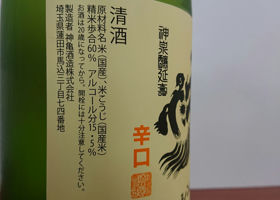 神泉醸延喜
辛口
清酒
原材料名 米(国産)、米こうじ(国産米)
精米歩合60% アルコール分15・5%
お酒は20歳になってから。開栓には十分注意してください。
製造者 神亀酒造株式会社
埼玉県蓮田市馬込三丁目七四番地